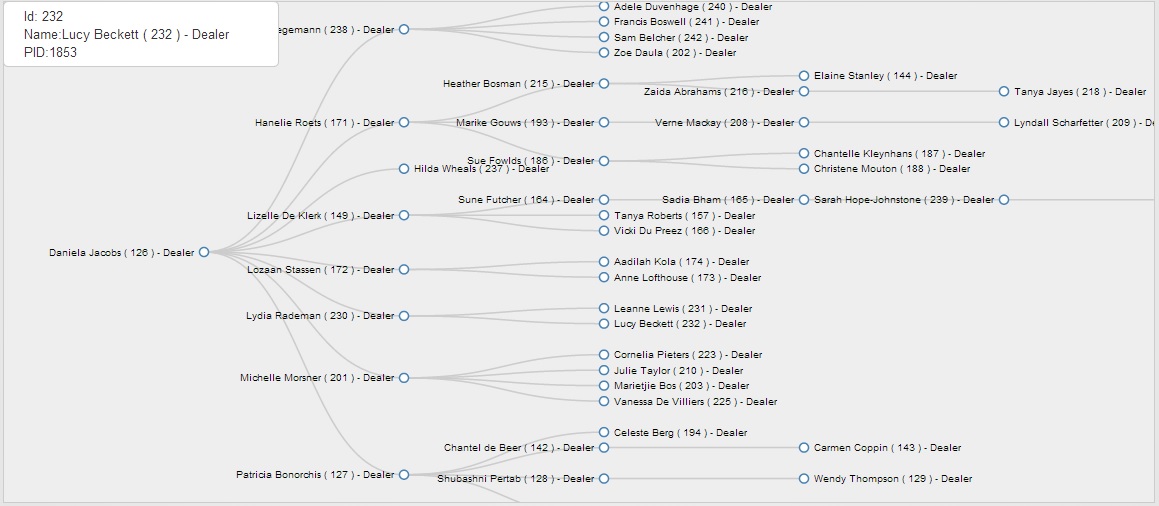 Id: 232
Name:Lucy Beckett ( 232 ) - Dealer
PID:1853
egemann ( 238 ) - Dealer
Adele Duvenhage ( 240 ) - Dealer
Francis Boswell ( 241 ) - Dealer
Sam Belcher ( 242 ) - Dealer
Zoe Daula ( 202 ) - Dealer
Heather Bosman ( 215 ) - Dealer
Elaine Stanley ( 144 ) - Dealer
Zaida Abrahams ( 216 ) - Dealer
Tanya Jayes ( 218 ) - Dealer
Hanelie Roets ( 171 ) - Dealer
Marike Gouws ( 193 ) - Dealer
Verne Mackay ( 208 ) - Dealer
Lyndall Scharfetter ( 209 ) - De
Sue Fowlds ( 186 ) - Dealer
Chantelle Kleynhans ( 187 ) - Dealer
Hilda Wheals ( 237 ) - Dealer
Christene Mouton ( 188 ) - Dealer
Sune Futcher ( 164 ) - Dealer
Sadia Bham ( 165 ) - Dealer
Sarah Hope-Johnstone ( 239 ) - Dealer
Lizelle De Klerk ( 149 ) - Dealer
Tanya Roberts ( 157 ) - Dealer
Vicki Du Preez ( 166 ) - Dealer
Daniela Jacobs ( 126 ) - Dealer
Lozaan Stassen ( 172 ) - Dealer
Aadilah Kola ( 174 ) - Dealer
Anne Lofthouse ( 173 ) - Dealer
Lydia Rademan ( 230 ) - Dealer
Leanne Lewis ( 231 ) - Dealer
Lucy Beckett ( 232 ) - Dealer
Michelle Morsner ( 201 ) - Dealer
Cornelia Pieters ( 223 ) - Dealer
Julie Taylor ( 210 ) - Dealer
Marietjie Bos ( 203 ) - Dealer
Vanessa De Villiers ( 225 ) - Dealer
Celeste Berg ( 194 ) - Dealer
Chantel de Beer ( 142 ) - Dealer
Carmen Coppin ( 143 ) - Dealer
Patricia Bonorchis ( 127 ) - Dealer
Shubashni Pertab ( 128 ) - Dealer
Wendy Thompson ( 129 ) - Dealer